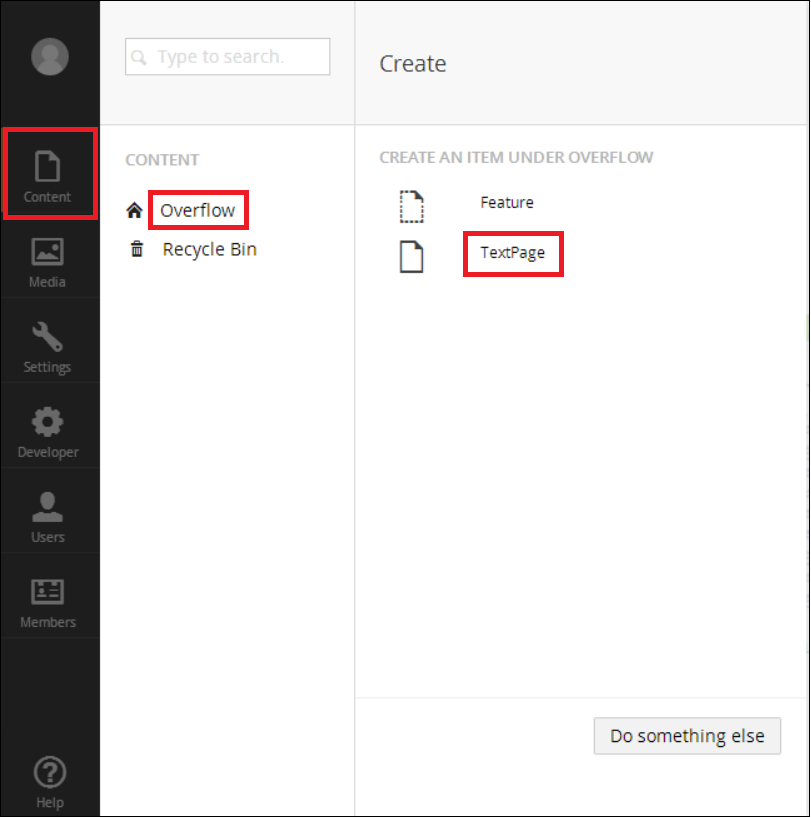 Content
Media
Settings
Developer
Users
Members
Help
Type to search.
CONTENT
Overflow
Recycle Bin
Create
CREATE AN ITEM UNDER OVERFLOW
Feature
TextPage
Do something else